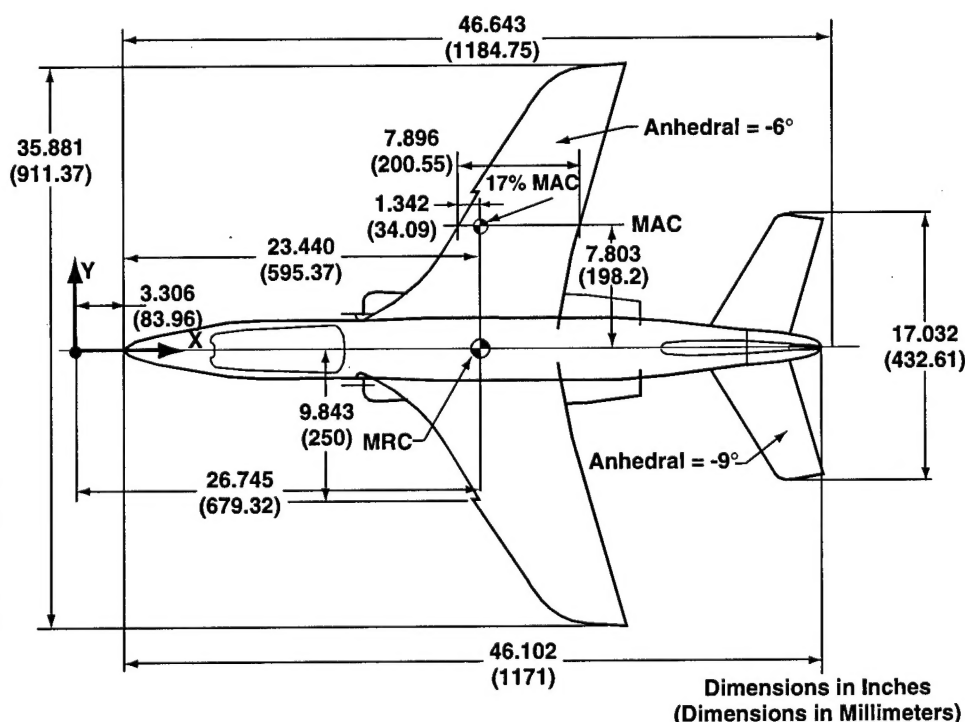 46.643
(1184.75)
Anhedral = -6°
7.896
(200.55)
35.881
(911.37)
17% MAC
1.342
(34.09)
MAC
23.440
(595.37)
7.803
(198.2)
Y
3.306
(83.96)
X
17.032
(432.61)
9.843
(250)
MRC
Anhedral = -9°
26.745
(679.32)
46.102
(1171)
Dimensions in Inches
(Dimensions in Millimeters)